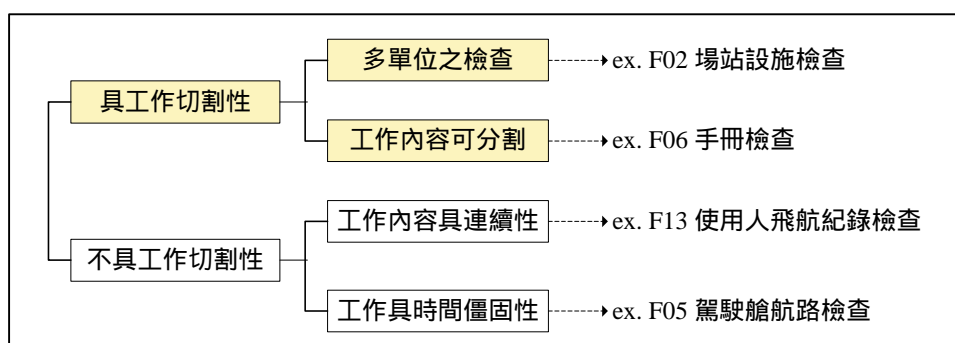 多單位之檢查 ex. F02 場站設施檢查
具工作切割性
工作內容可分割 ex. F06 手冊檢查
工作內容具連續性 ex. F13 使用人飛航紀錄檢查
不具工作切割性
工作具時間僵固性 ex. F05 駕駛艙航路檢查